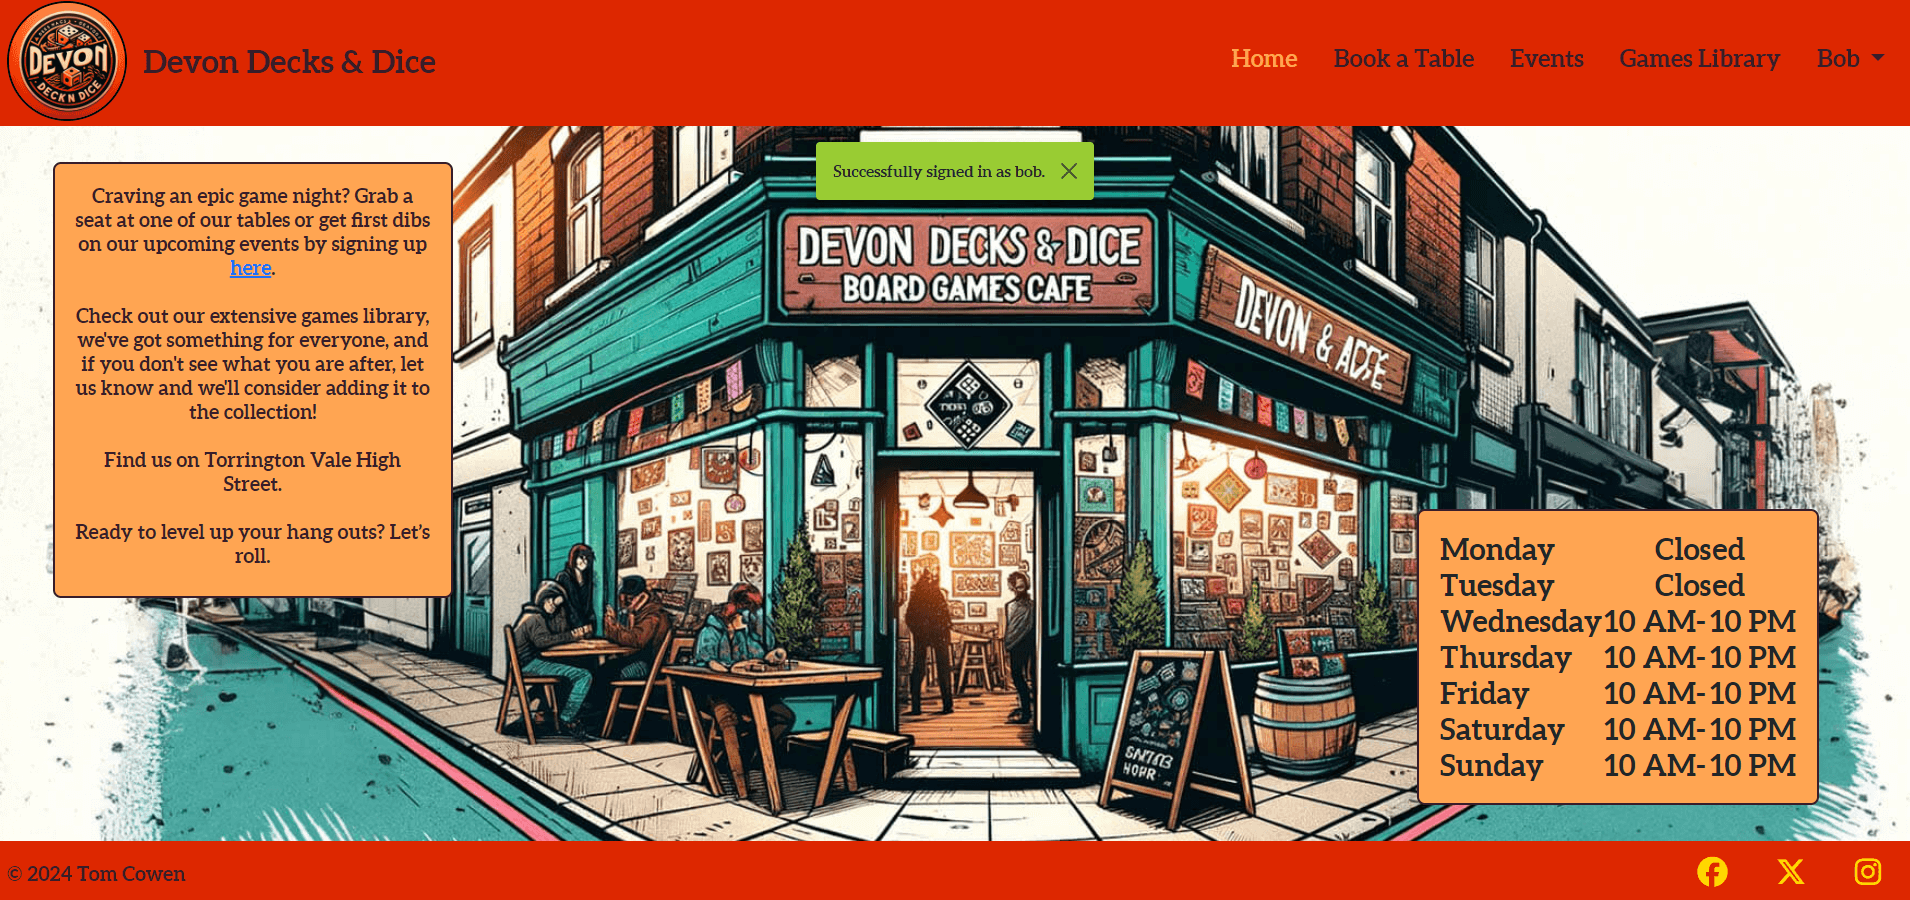 DEVON
DECK N DICE
Devon Decks & Dice
Home
Book a Table
Events
Games Library
Bob
Successfully signed in as bob.
Craving an epic game night? Grab a
seat at one of our tables or get first dibs
on our upcoming events by signing up
here.
Check out our extensive games library,
we've got something for everyone, and
if you don't see what you are after, let
us know and we'll consider adding it to
the collection!
Find us on Torrington Vale High
Street.
Ready to level up your hang outs? Let's
roll.
DEVON DECKS & DICE
BOARD GAMES CAFE
DEVON &
Monday Closed
Tuesday Closed
Wednesday 10 AM-10 PM
Thursday 10 AM-10 PM
Friday 10 AM-10 PM
Saturday 10 AM-10 PM
Sunday 10 AM-10 PM
© 2024 Tom Cowen